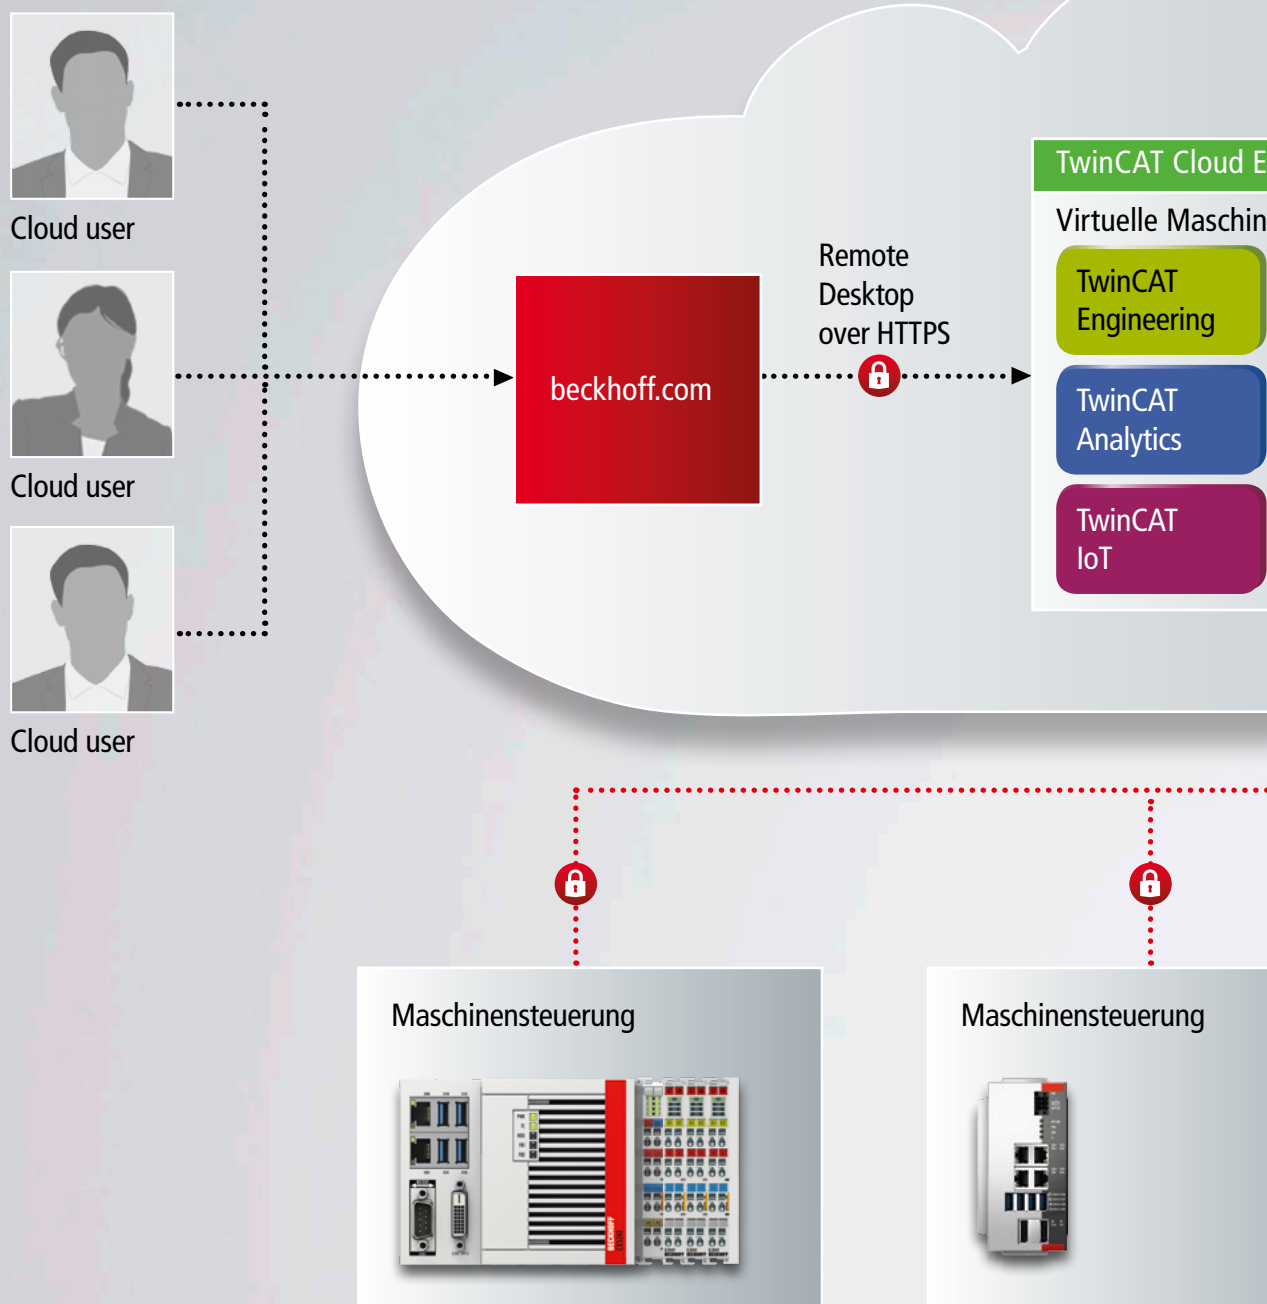 Cloud user
Cloud user
Cloud user
beckhoff.com
Remote
Desktop
over HTTPS
TwinCAT Cloud E
Virtuelle Maschin
TwinCAT
Engineering
TwinCAT
Analytics
TwinCAT
IoT
Maschinensteuerung
BECKHOFF
Maschinensteuerung